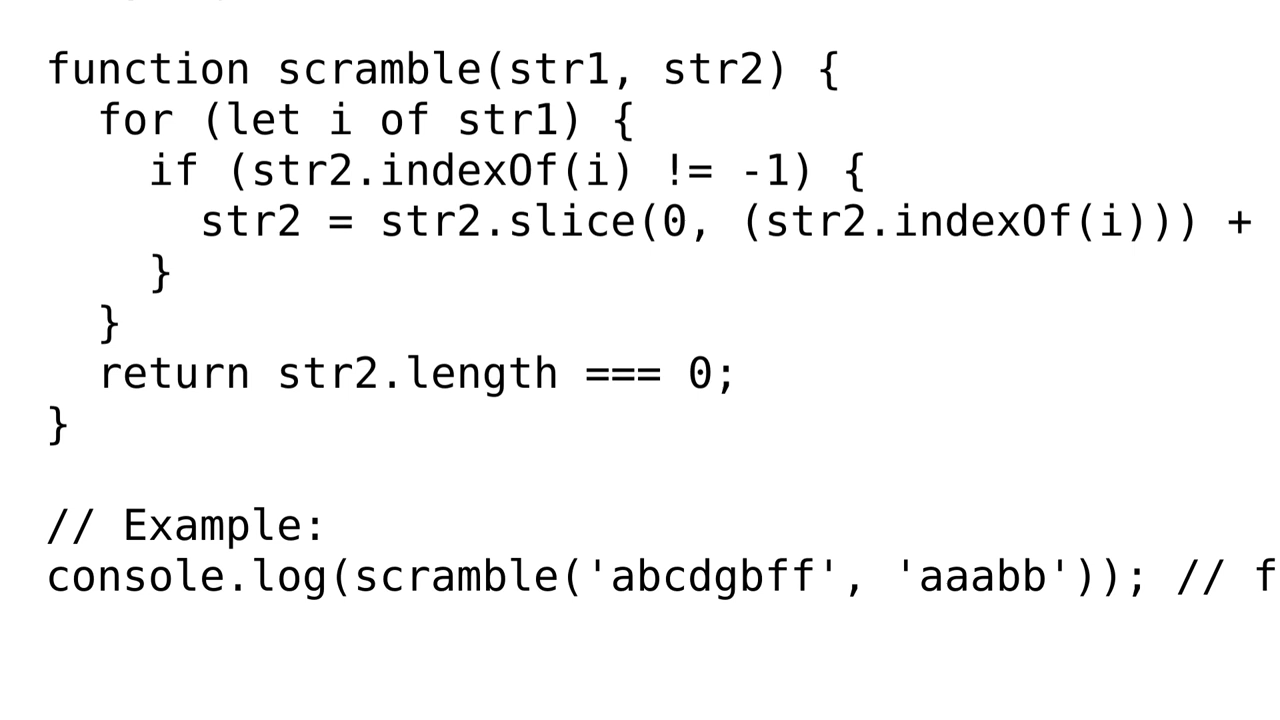 function scramble(str1, str2) {
  for (let i of str1) {
    if (str2.indexOf(i) != -1) {
      str2 = str2.slice(0, (str2.indexOf(i))) +
    }
  }
  return str2.length === 0;
}

// Example:
console.log(scramble('abcdgbff', 'aaabb')); // f